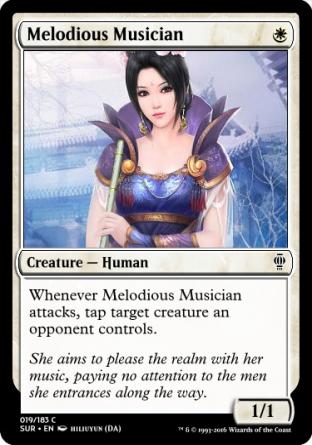 Melodious Musician
Creature — Human
Whenever Melodious Musician
attacks, tap target creature an
opponent controls.
She aims to please the realm with her
music, paying no attention to the men
she entrances along the way.
1/1
019/183 C
SUR • EN HILIUYUN (DA)
™ & © 1993-2016 Wizards of the Coast